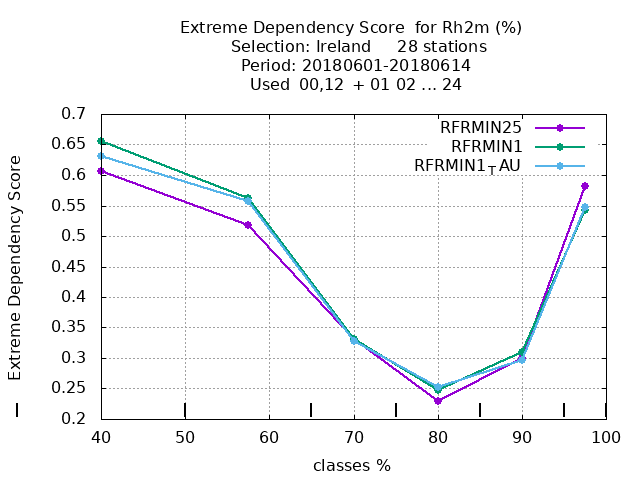 Extreme Dependency Score  for Rh2m (%)
Selection: Ireland     28 stations
Period: 20180601-20180614
Used  00,12  + 01 02 ... 24
RFRMIN25
RFRMIN1
RFRMIN1TAU
Extreme Dependency Score
0.7
0.65
0.6
0.55
0.5
0.45
0.4
0.35
0.3
0.25
0.2
40 50 60 70 80 90 100
classes %